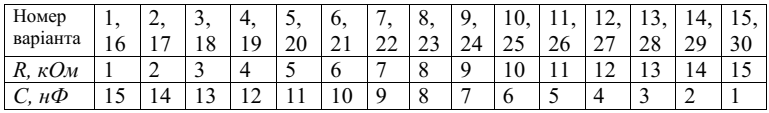 Номер варіанта 1, 16 2, 17 3, 18 4, 19 5, 20 6, 21 7, 22 8, 23 9, 24 10, 25 11, 26 12, 27 13, 28 14, 29 15, 30
R, кОм 1 2 3 4 5 6 7 8 9 10 11 12 13 14 15
C, нФ 15 14 13 12 11 10 9 8 7 6 5 4 3 2 1